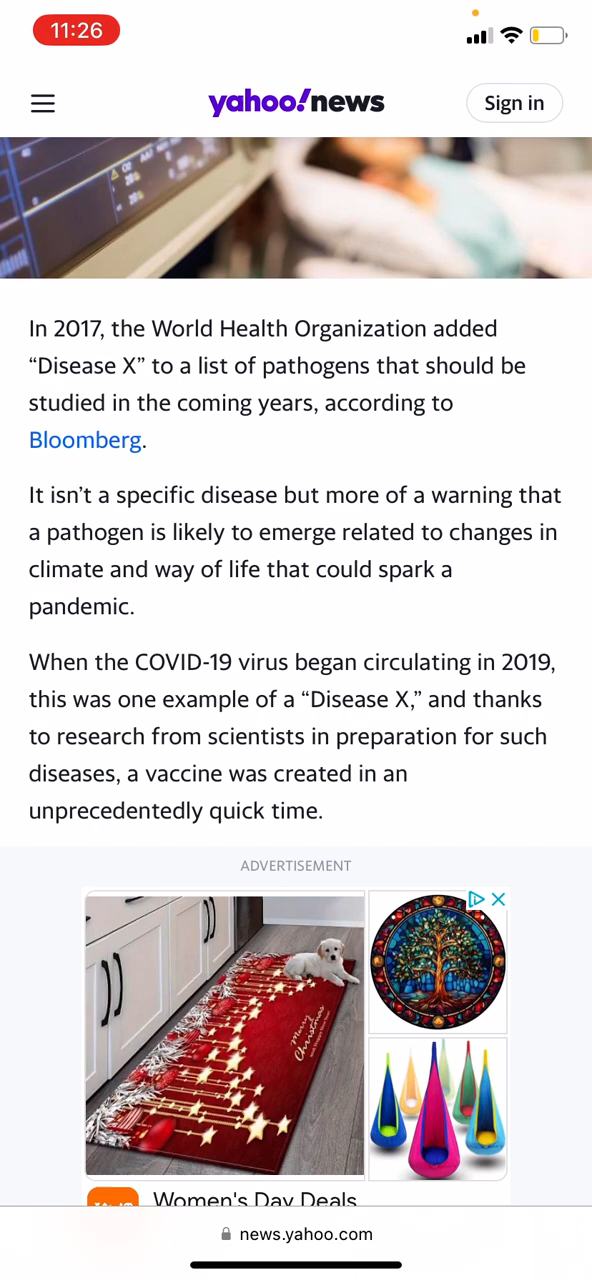 11:26
yahoo!news
Sign in
In 2017, the World Health Organization added
“Disease X” to a list of pathogens that should be
studied in the coming years, according to
Bloomberg.
It isn’t a specific disease but more of a warning that
a pathogen is likely to emerge related to changes in
climate and way of life that could spark a
pandemic.
When the COVID-19 virus began circulating in 2019,
this was one example of a “Disease X,” and thanks
to research from scientists in preparation for such
diseases, a vaccine was created in an
unprecedentedly quick time.
ADVERTISEMENT
Merry
Christmas
Women's Day Deals
news.yahoo.com